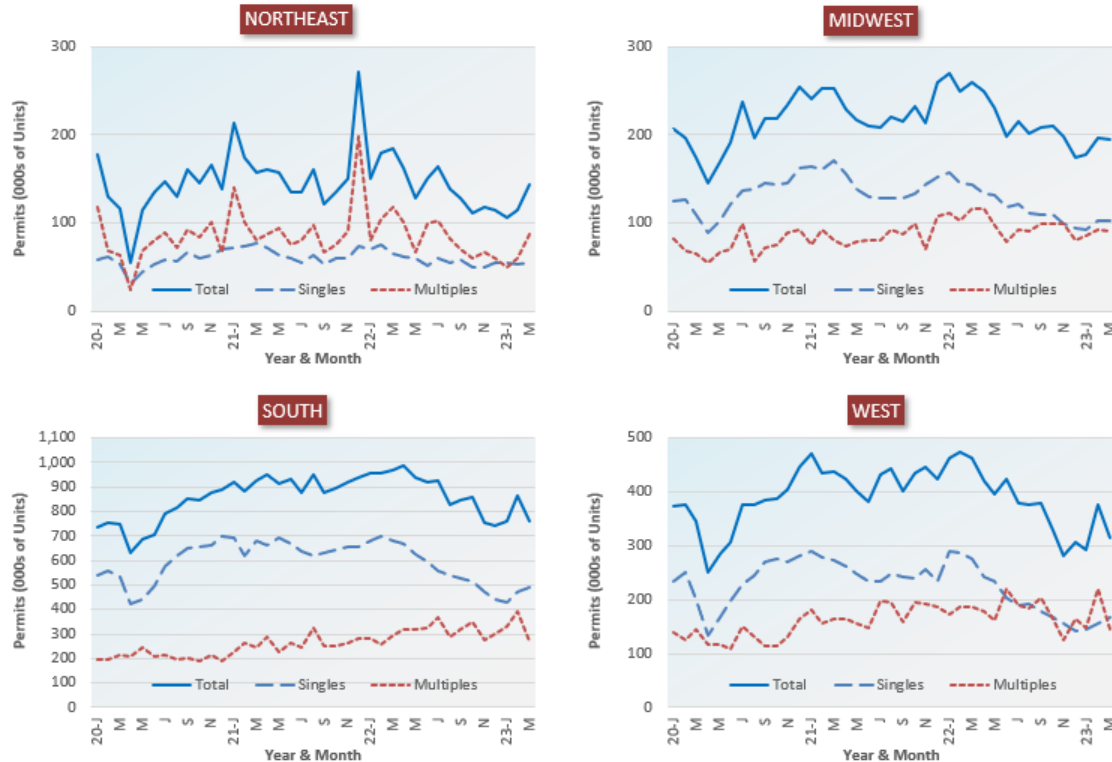 NORTHEAST
Permits (000s of Units)
300
200
100
0
Total Singles Multiples
20-J M M J S N 21-J M M J S N 22-J M M J S N 23-J M
Year & Month
MIDWEST
Permits (000s of Units)
300
200
100
0
Total Singles Multiples
20-J M M J S N 21-J M M J S N 22-J M M J S N 23-J M
Year & Month
SOUTH
Permits (000s of Units)
1,100
1,000
900
800
700
600
500
400
300
200
100
0
Total Singles Multiples
20-J M M J S N 21-J M M J S N 22-J M M J S N 23-J M
Year & Month
WEST
Permits (000s of Units)
500
400
300
200
100
0
Total Singles Multiples
20-J M M J S N 21-J M M J S N 22-J M M J S N 23-J M
Year & Month